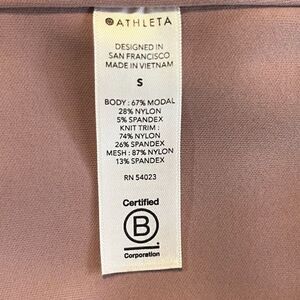 ATHLETA
DESIGNED IN
SAN FRANCISCO
MADE IN VIETNAM
S
BODY : 67% MODAL
28% NYLON
5% SPANDEX
KNIT TRIM :
74% NYLON
26% SPANDEX
MESH : 87% NYLON
13% SPANDEX
RN 54023
Certified
B
Corporation